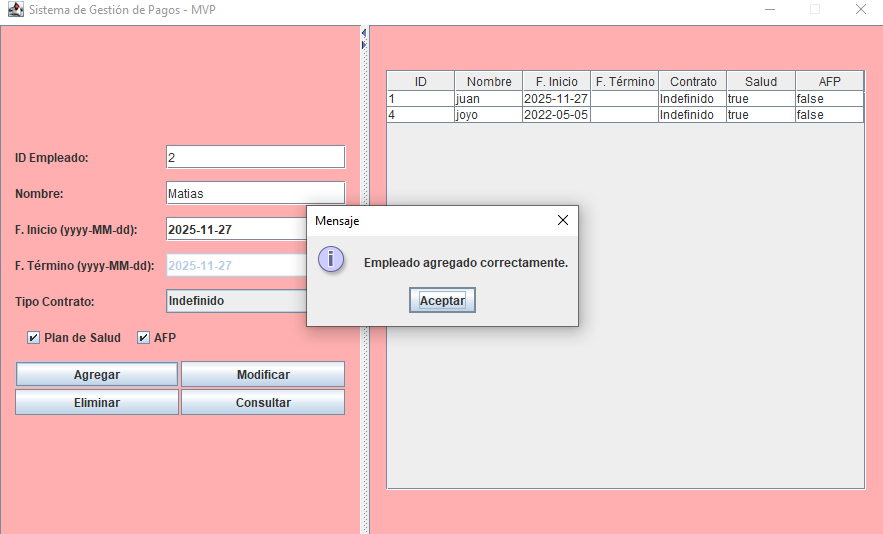 Sistema de Gestión de Pagos - MVP
ID Empleado: 2
Nombre: Matias
F. Inicio (yyyy-MM-dd): 2025-11-27
F. Término (yyyy-MM-dd): 2025-11-27
Tipo Contrato: Indefinido
Plan de Salud AFP
Agregar Modificar
Eliminar Consultar
ID Nombre F. Inicio F. Término Contrato Salud AFP
1 juan 2025-11-27 Indefinido true false
4 joyo 2022-05-05 Indefinido true false
Mensaje
i
Empleado agregado correctamente.
Aceptar